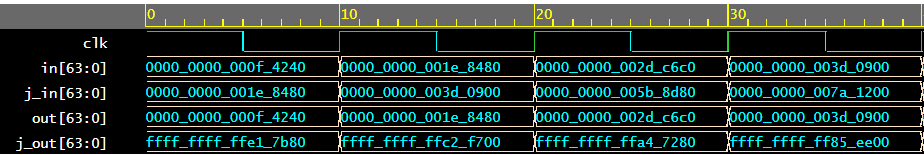 0 10 20 30
clk
in[63:0] 0000_0000_000f_4240 0000_0000_001e_8480 0000_0000_002d_c6c0 0000_0000_003d_0900
j_in[63:0] 0000_0000_001e_8480 0000_0000_003d_0900 0000_0000_005b_8d80 0000_0000_007a_1200
out[63:0] 0000_0000_000f_4240 0000_0000_001e_8480 0000_0000_002d_c6c0 0000_0000_003d_0900
j_out[63:0] ffff_ffff_ffe1_7b80 ffff_ffff_ffc2_f700 ffff_ffff_ffa4_7280 ffff_ffff_ff85_ee00